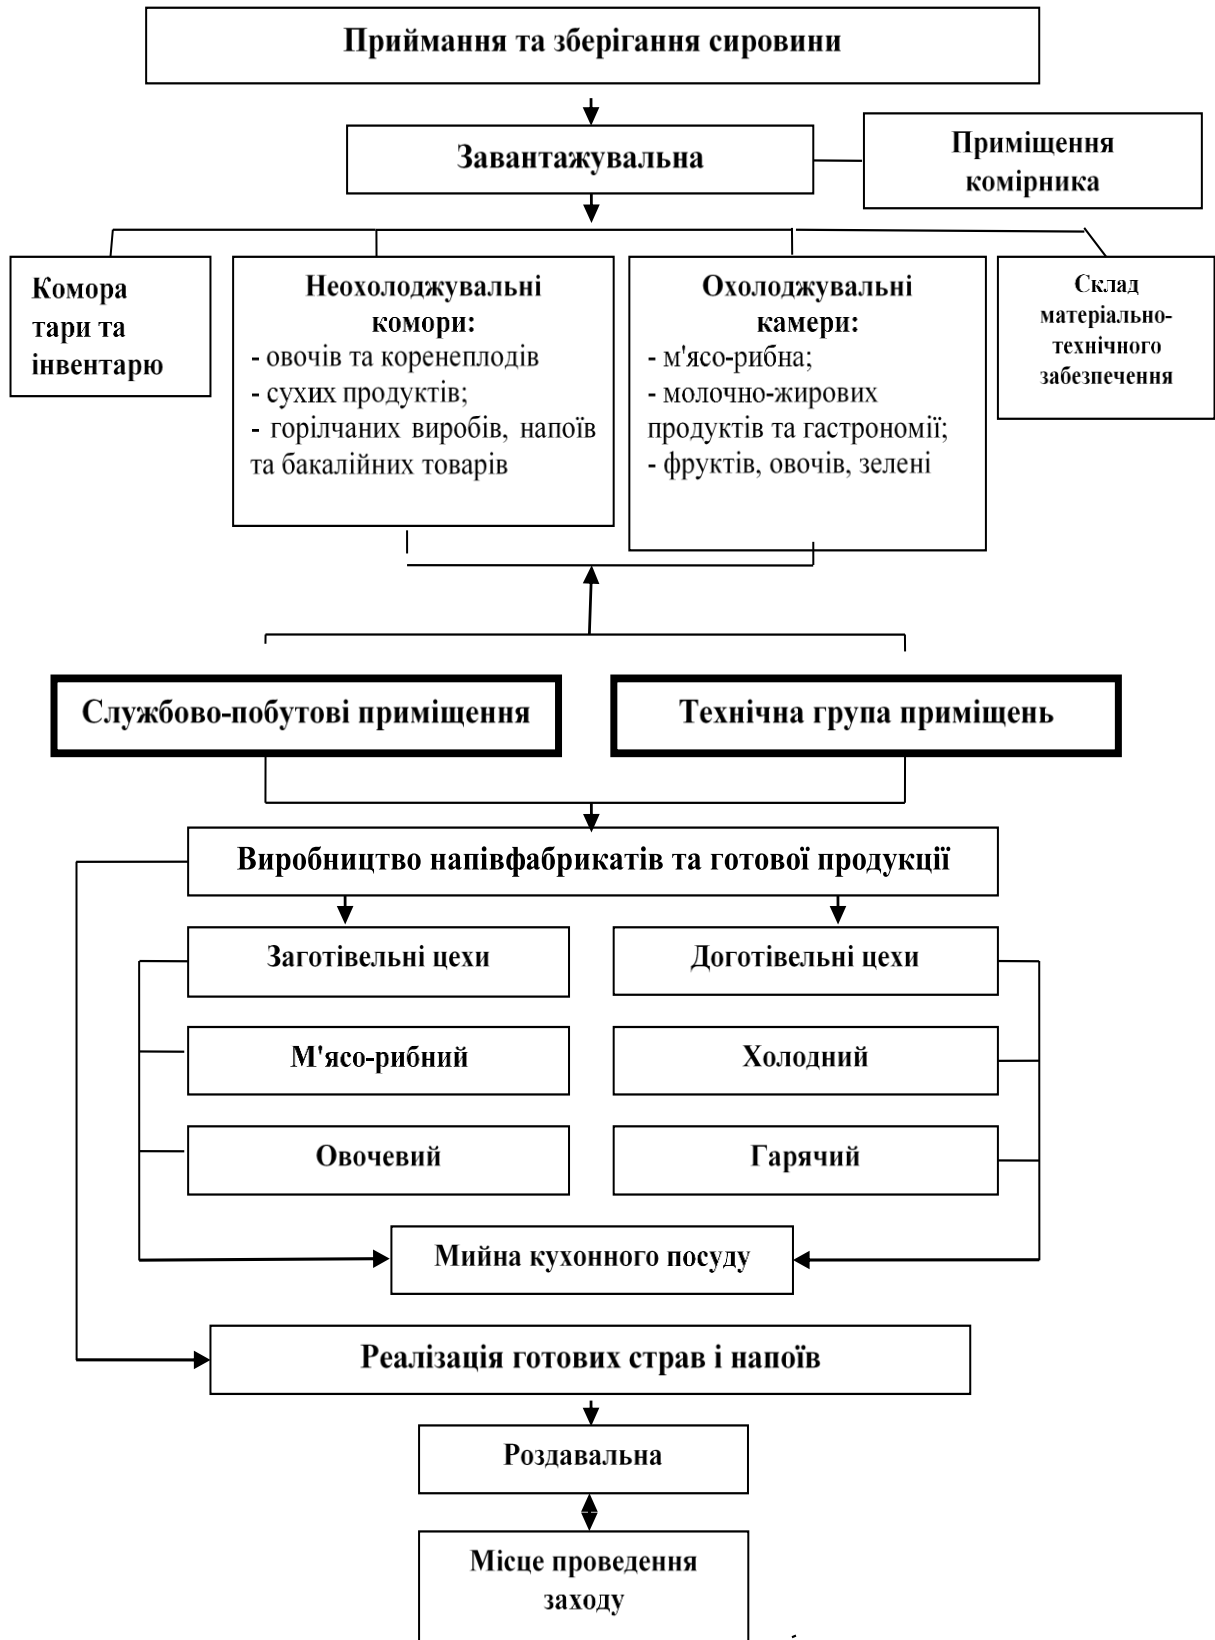 Приймання та зберігання сировини
Завантажувальна
Приміщення
комірника
Комора
тари та
інвентарю
Неохолоджувальні
комори:
- овочів та коренеплодів
- сухих продуктів;
- горілчаних виробів, напоїв
та бакалійних товарів
Охолоджувальні
камери:
- м'ясо-рибна;
- молочно-жирових
продуктів та гастрономії;
- фруктів, овочів, зелені
Склад
матеріально-
технічного
забезпечення
Службово-побутові приміщення
Технічна група приміщень
Виробництво напівфабрикатів та готової продукції
Заготівельні цехи
Доготівельні цехи
М'ясо-рибний
Холодний
Овочевий
Гарячий
Мийна кухонного посуду
Реалізація готових страв і напоїв
Роздавальна
Місце проведення
заходу